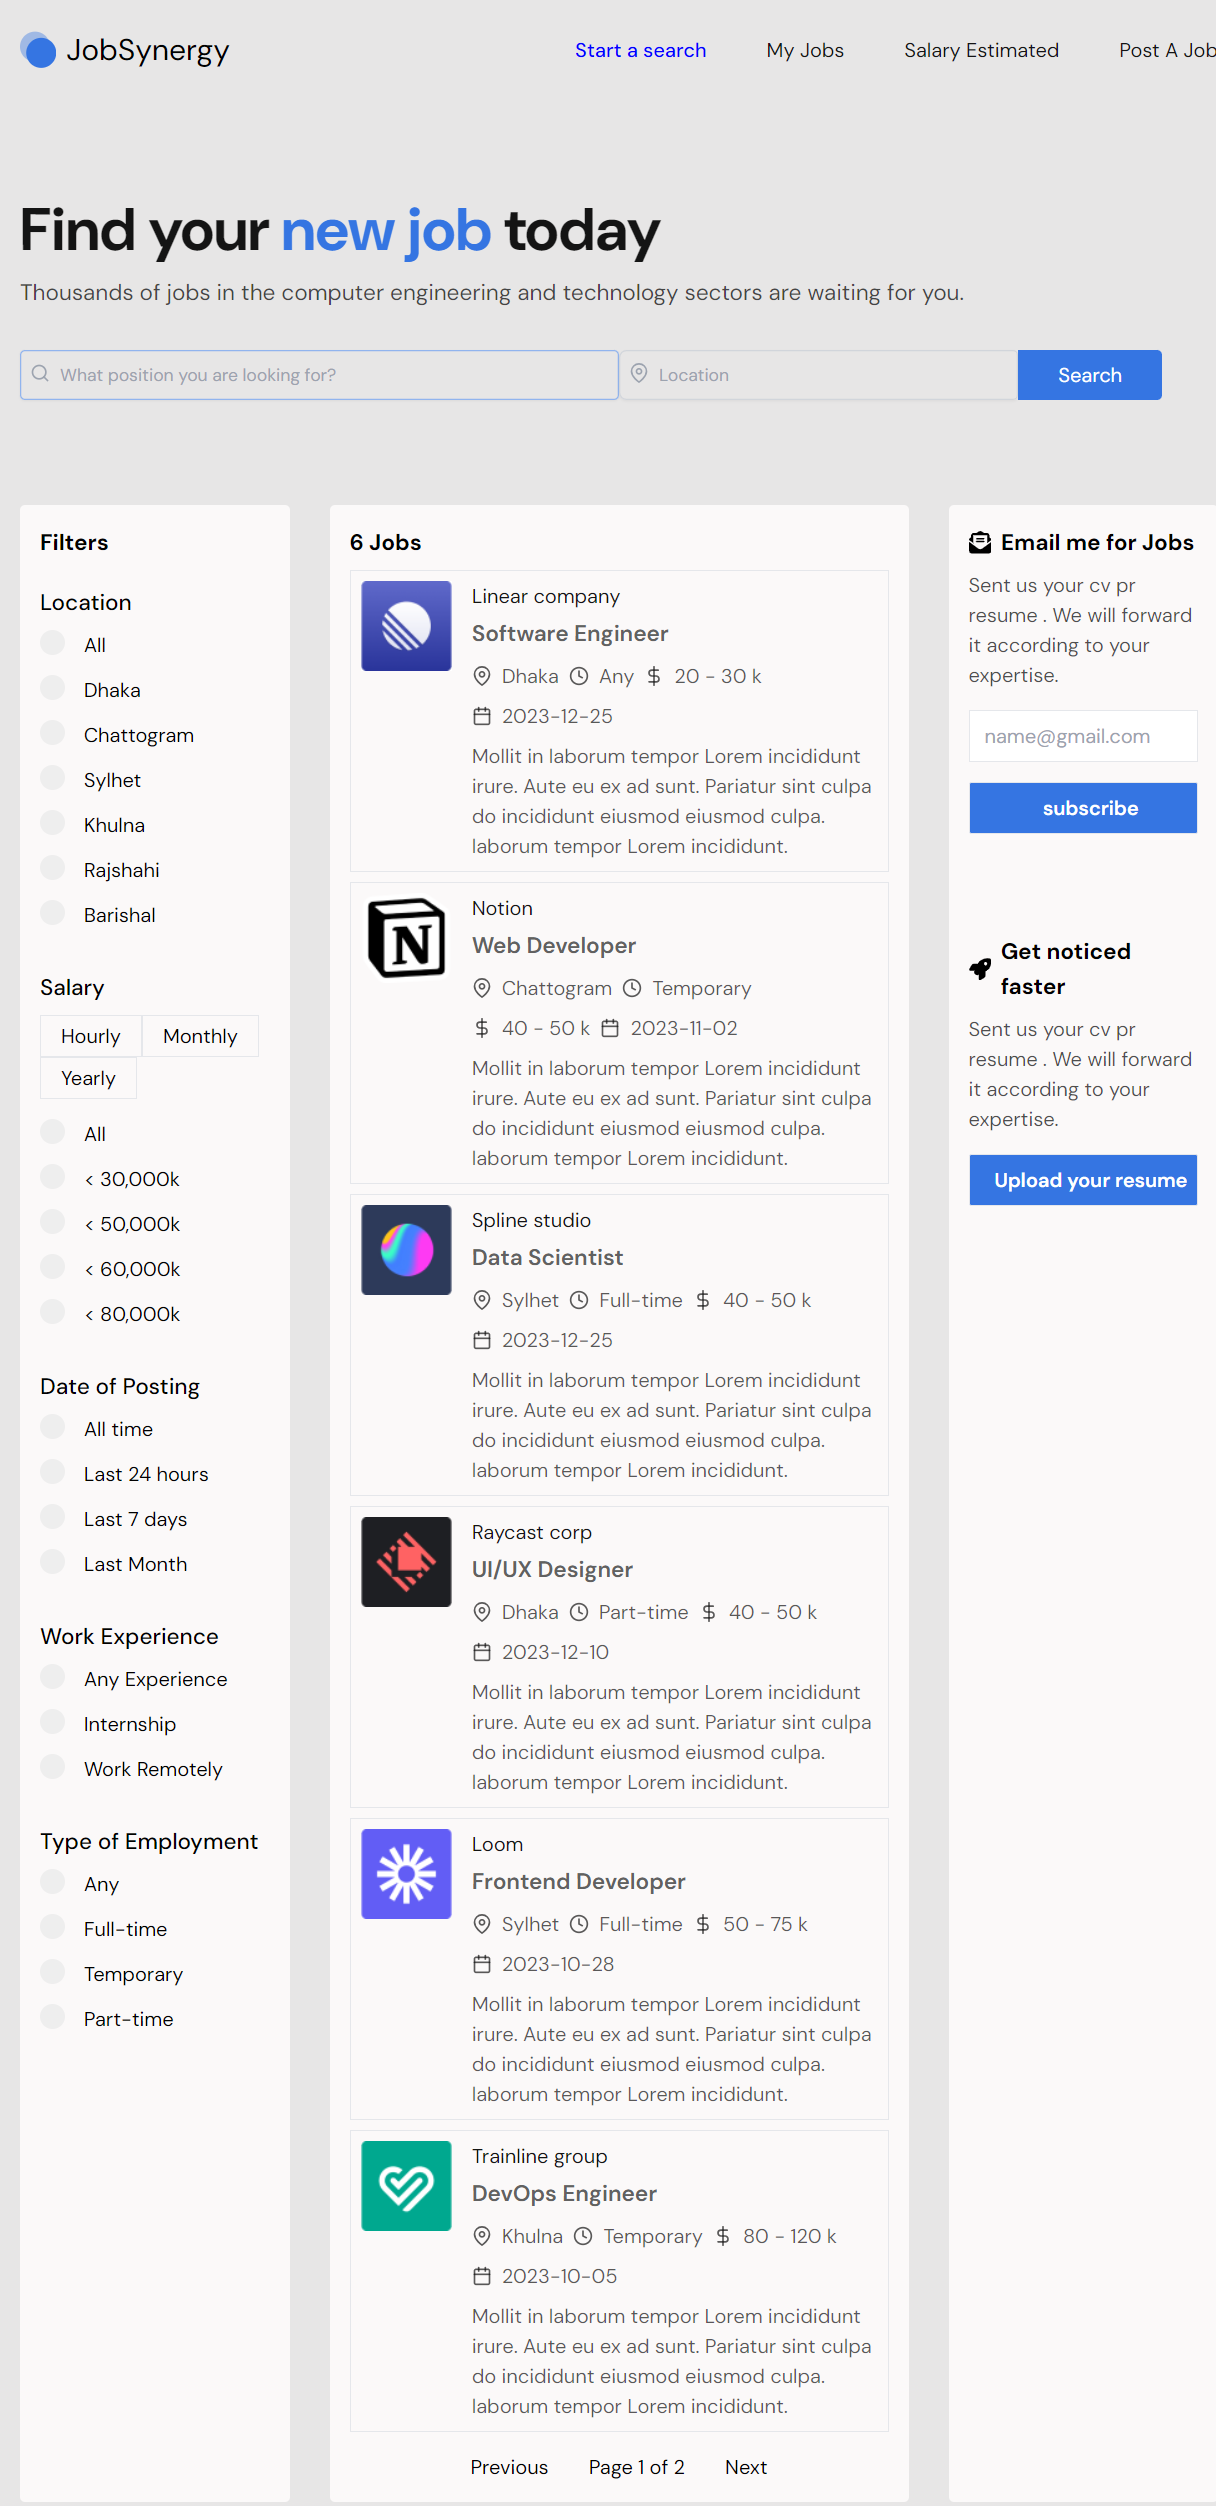 JobSynergy
Start a search
My Jobs
Salary Estimated
Post A Job
Find your new job today
Thousands of jobs in the computer engineering and technology sectors are waiting for you.
What position you are looking for?
Location
Search
Filters
Location
All
Dhaka
Chattogram
Sylhet
Khulna
Rajshahi
Barishal
Salary
Hourly
Monthly
Yearly
All
< 30,000k
< 50,000k
< 60,000k
< 80,000k
Date of Posting
All time
Last 24 hours
Last 7 days
Last Month
Work Experience
Any Experience
Internship
Work Remotely
Type of Employment
Any
Full-time
Temporary
Part-time
6 Jobs
Linear company
Software Engineer
Dhaka Any $ 20 - 30 k
2023-12-25
Mollit in laborum tempor Lorem incididunt
irure. Aute eu ex ad sunt. Pariatur sint culpa
do incididunt eiusmod eiusmod culpa.
laborum tempor Lorem incididunt.
N
Notion
Web Developer
Chattogram Temporary
$ 40 - 50 k 2023-11-02
Mollit in laborum tempor Lorem incididunt
irure. Aute eu ex ad sunt. Pariatur sint culpa
do incididunt eiusmod eiusmod culpa.
laborum tempor Lorem incididunt.
Spline studio
Data Scientist
Sylhet Full-time $ 40 - 50 k
2023-12-25
Mollit in laborum tempor Lorem incididunt
irure. Aute eu ex ad sunt. Pariatur sint culpa
do incididunt eiusmod eiusmod culpa.
laborum tempor Lorem incididunt.
Raycast corp
UI/UX Designer
Dhaka Part-time $ 40 - 50 k
2023-12-10
Mollit in laborum tempor Lorem incididunt
irure. Aute eu ex ad sunt. Pariatur sint culpa
do incididunt eiusmod eiusmod culpa.
laborum tempor Lorem incididunt.
Loom
Frontend Developer
Sylhet Full-time $ 50 - 75 k
2023-10-28
Mollit in laborum tempor Lorem incididunt
irure. Aute eu ex ad sunt. Pariatur sint culpa
do incididunt eiusmod eiusmod culpa.
laborum tempor Lorem incididunt.
Trainline group
DevOps Engineer
Khulna Temporary $ 80 - 120 k
2023-10-05
Mollit in laborum tempor Lorem incididunt
irure. Aute eu ex ad sunt. Pariatur sint culpa
do incididunt eiusmod eiusmod culpa.
laborum tempor Lorem incididunt.
Previous
Page 1 of 2
Next
Email me for Jobs
Sent us your cv pr
resume . We will forward
it according to your
expertise.
name@gmail.com
subscribe
Get noticed
faster
Sent us your cv pr
resume . We will forward
it according to your
expertise.
Upload your resume